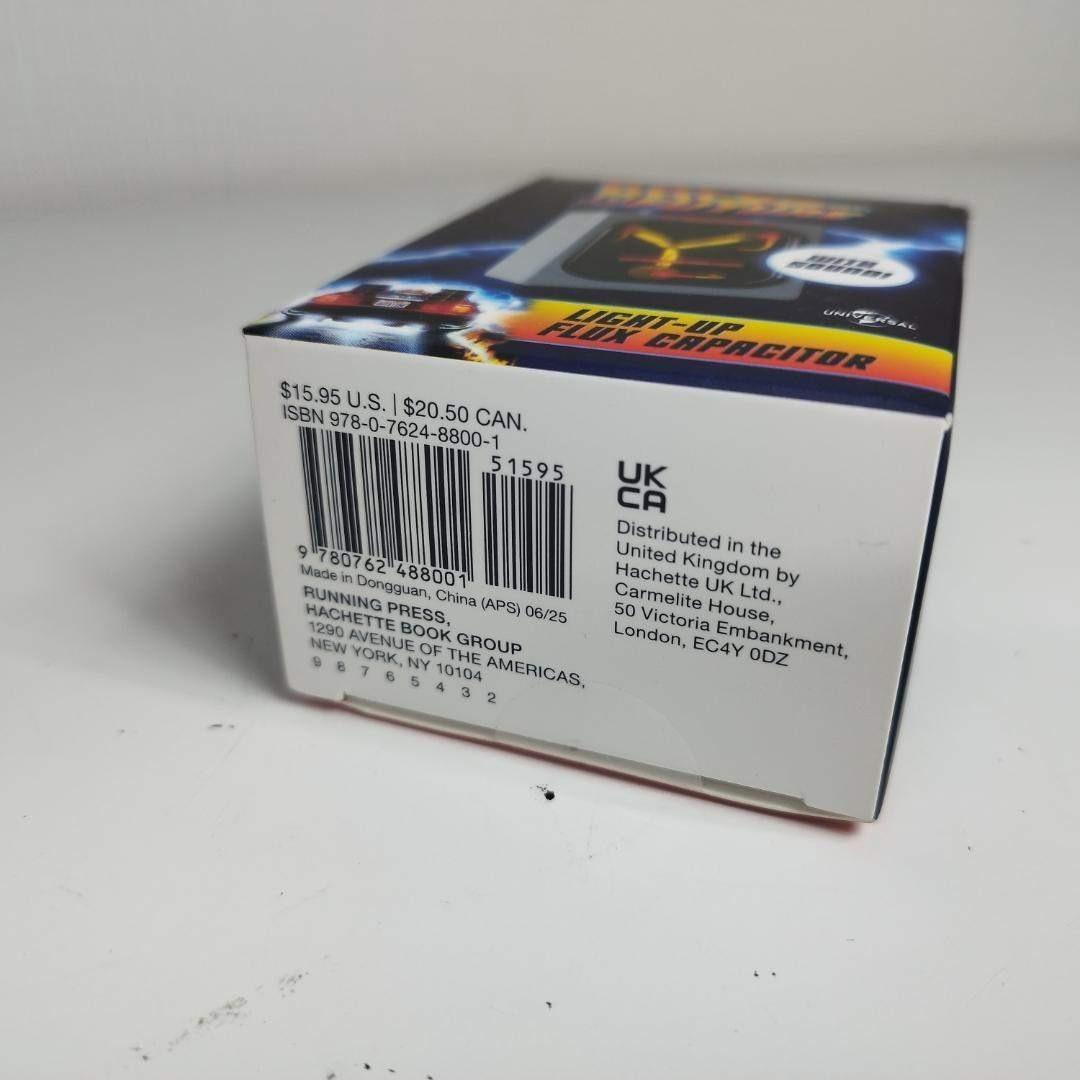 WITH
SOUND!
UNIVERSAL
LIGHT-UP
FLUX CAPACITOR
$15.95 U.S. | $20.50 CAN.
ISBN 978-0-7624-8800-1
51595
9 780762 488001
Made in Dongguan, China (APS) 06/25
RUNNING PRESS,
HACHETTE BOOK GROUP
1290 AVENUE OF THE AMERICAS,
NEW YORK, NY 10104
9 8 7 6 5 4 3 2
UK
CA
Distributed in the
United Kingdom by
Hachette UK Ltd.,
Carmelite House,
50 Victoria Embankment,
London, EC4Y 0DZ